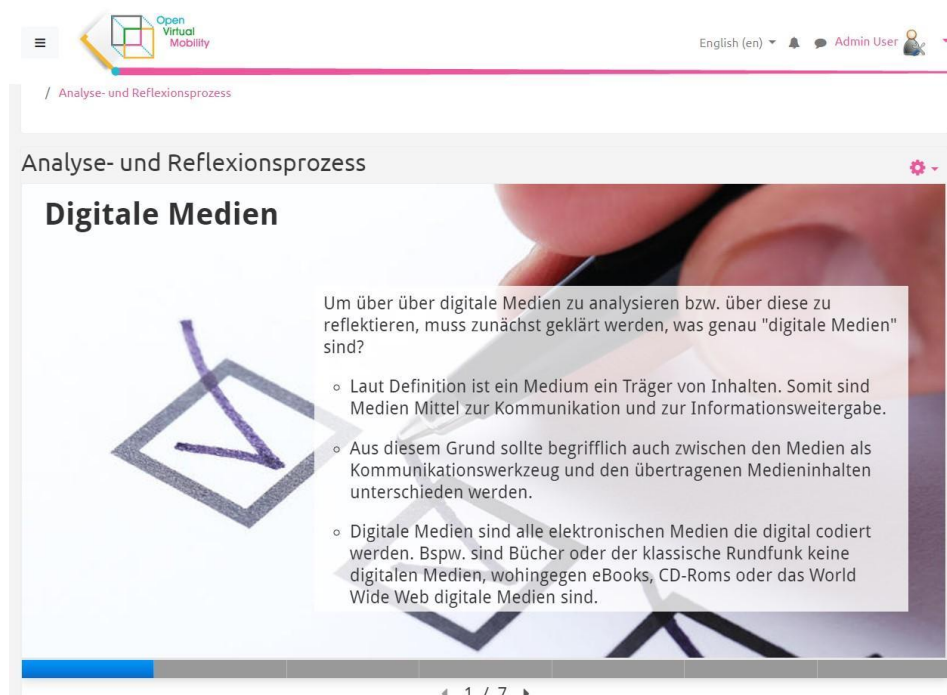 Open
Virtual
Mobility
English (en)
Admin User
/ Analyse- und Reflexionsprozess
Analyse- und Reflexionsprozess
Digitale Medien
Um über über digitale Medien zu analysieren bzw. über diese zu
reflektieren, muss zunächst geklärt werden, was genau "digitale Medien"
sind?
Laut Definition ist ein Medium ein Träger von Inhalten. Somit sind
Medien Mittel zur Kommunikation und zur Informationsweitergabe.
Aus diesem Grund sollte begrifflich auch zwischen den Medien als
Kommunikationswerkzeug und den übertragenen Medieninhalten
unterschieden werden.
Digitale Medien sind alle elektronischen Medien die digital codiert
werden. Bspw. sind Bücher oder der klassische Rundfunk keine
digitalen Medien, wohingegen eBooks, CD-Roms oder das World
Wide Web digitale Medien sind.
1 / 7